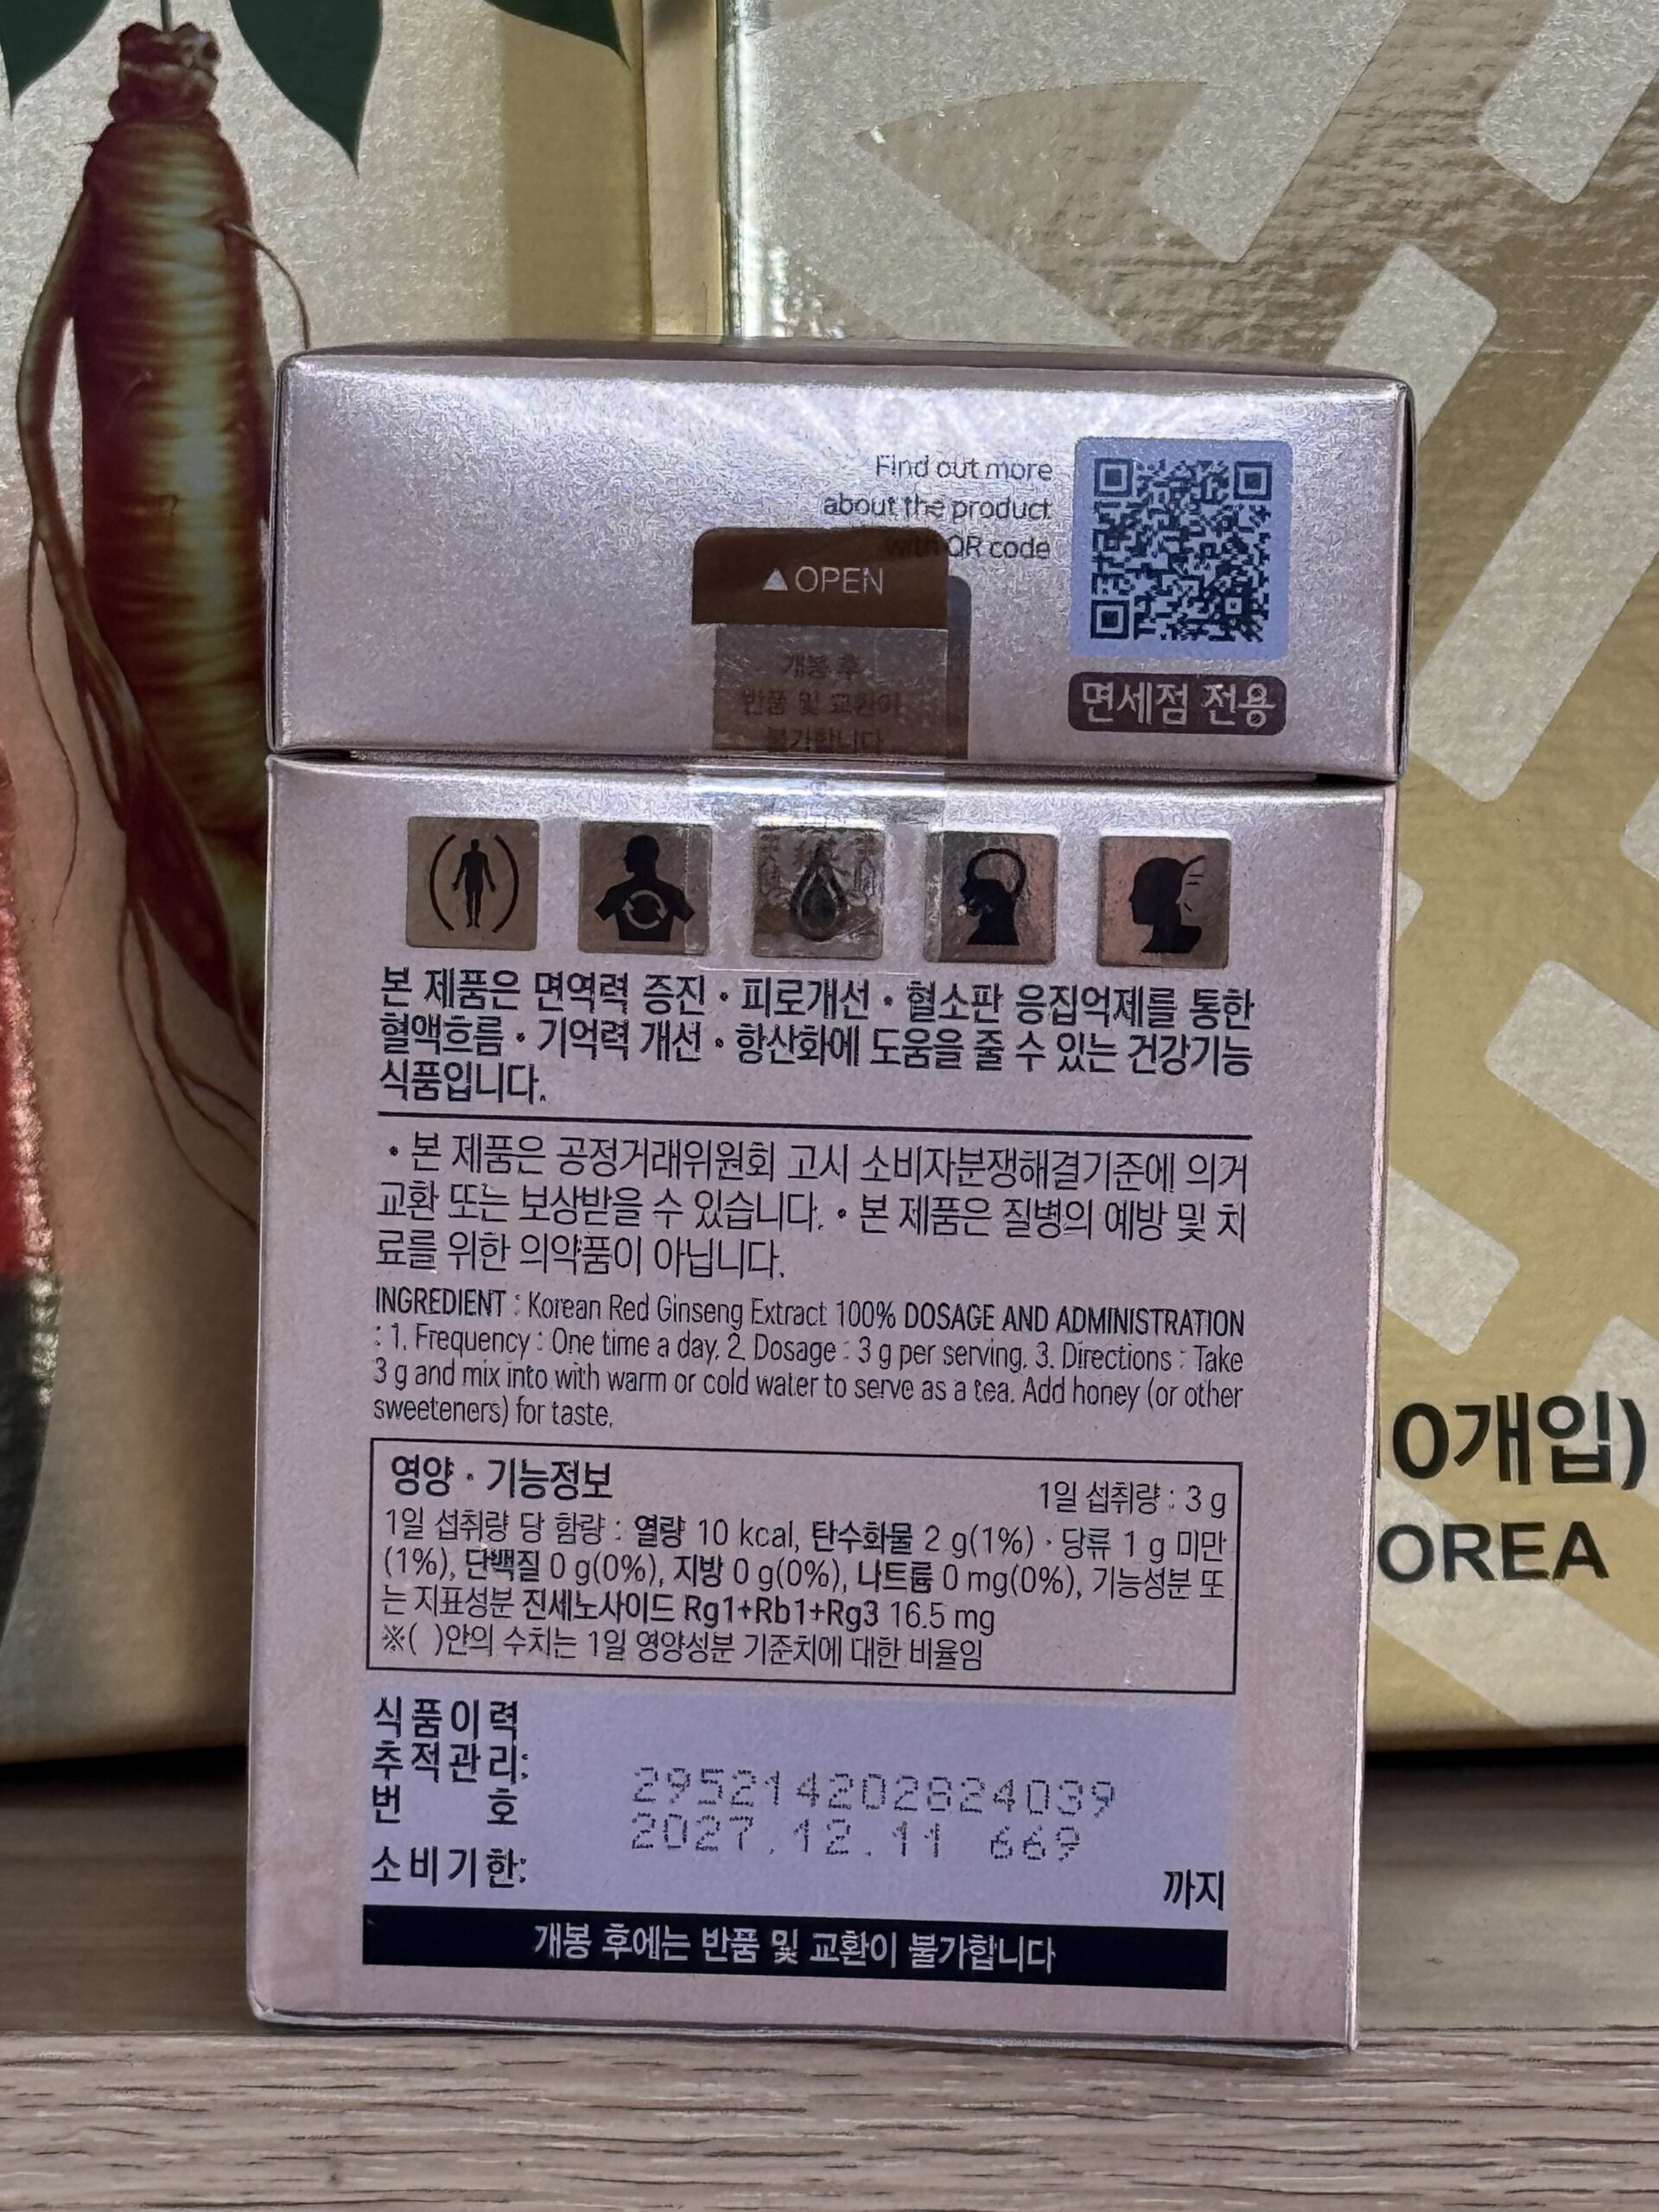 Find out more
about the product
with QR code
▲OPEN
개봉 후
반품 및 교환이
불가합니다
면세점 전용
본 제품은 면역력 증진 • 피로개선 • 혈소판 응집억제를 통한
혈액흐름 • 기억력 개선 • 항산화에 도움을 줄 수 있는 건강기능
식품입니다.
• 본 제품은 공정거래위원회 고시 소비자분쟁해결기준에 의거
교환 또는 보상받을 수 있습니다. • 본 제품은 질병의 예방 및 치
료를 위한 의약품이 아닙니다.
INGREDIENT : Korean Red Ginseng Extract 100% DOSAGE AND ADMINISTRATION
: 1. Frequency : One time a day. 2. Dosage : 3 g per serving. 3. Directions : Take
3 g and mix into with warm or cold water to serve as a tea. Add honey (or other
sweeteners) for taste.
영양 · 기능정보
1일 섭취량 : 3 g
1일 섭취량 당 함량 : 열량 10 kcal, 탄수화물 2 g(1%) · 당류 1 g 미만
(1%), 단백질 0 g(0%), 지방 0 g(0%), 나트륨 0 mg(0%), 기능성분 또
는 지표성분 진세노사이드 Rg1+Rb1+Rg3 16.5 mg
※( )안의 수치는 1일 영양성분 기준치에 대한 비율임
식품이력
추적관리:
번 호
295214202824039
2027.12.11 669
소비기한:
까지
개봉 후에는 반품 및 교환이 불가합니다
0개입)
OREA